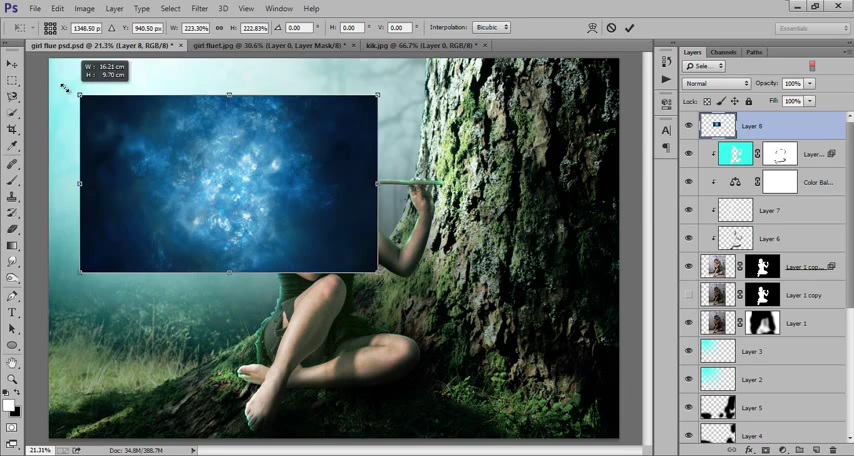 Ps File Edit Image Layer Type Select Filter 3D View Window Help
X: 1348.50 p Y: 940.50 px W: 223.30% H: 222.83% 0.00 H: 0.00 V: 0.00 Interpolation: Bicubic Essentials
girl flue psd.psd @ 21.3% (Layer 8, RGB/8) * × girl fluet.jpg @ 30.6% (Layer 0, Layer Mask/8) * × kik.jpg @ 66.7% (Layer 0, RGB/8) * ×
W : 16.21 cm
H : 9.70 cm
Layers Channels Paths
Sele...
Normal Opacity: 100%
Lock: Fill: 100%
Layer 8
Layer...
Color Bal...
Layer 7
Layer 6
Layer 1 cop...
Layer 1 copy
Layer 1
Layer 3
Layer 2
Layer 5
Layer 4
21.31% Doc: 34.8M/388.7M